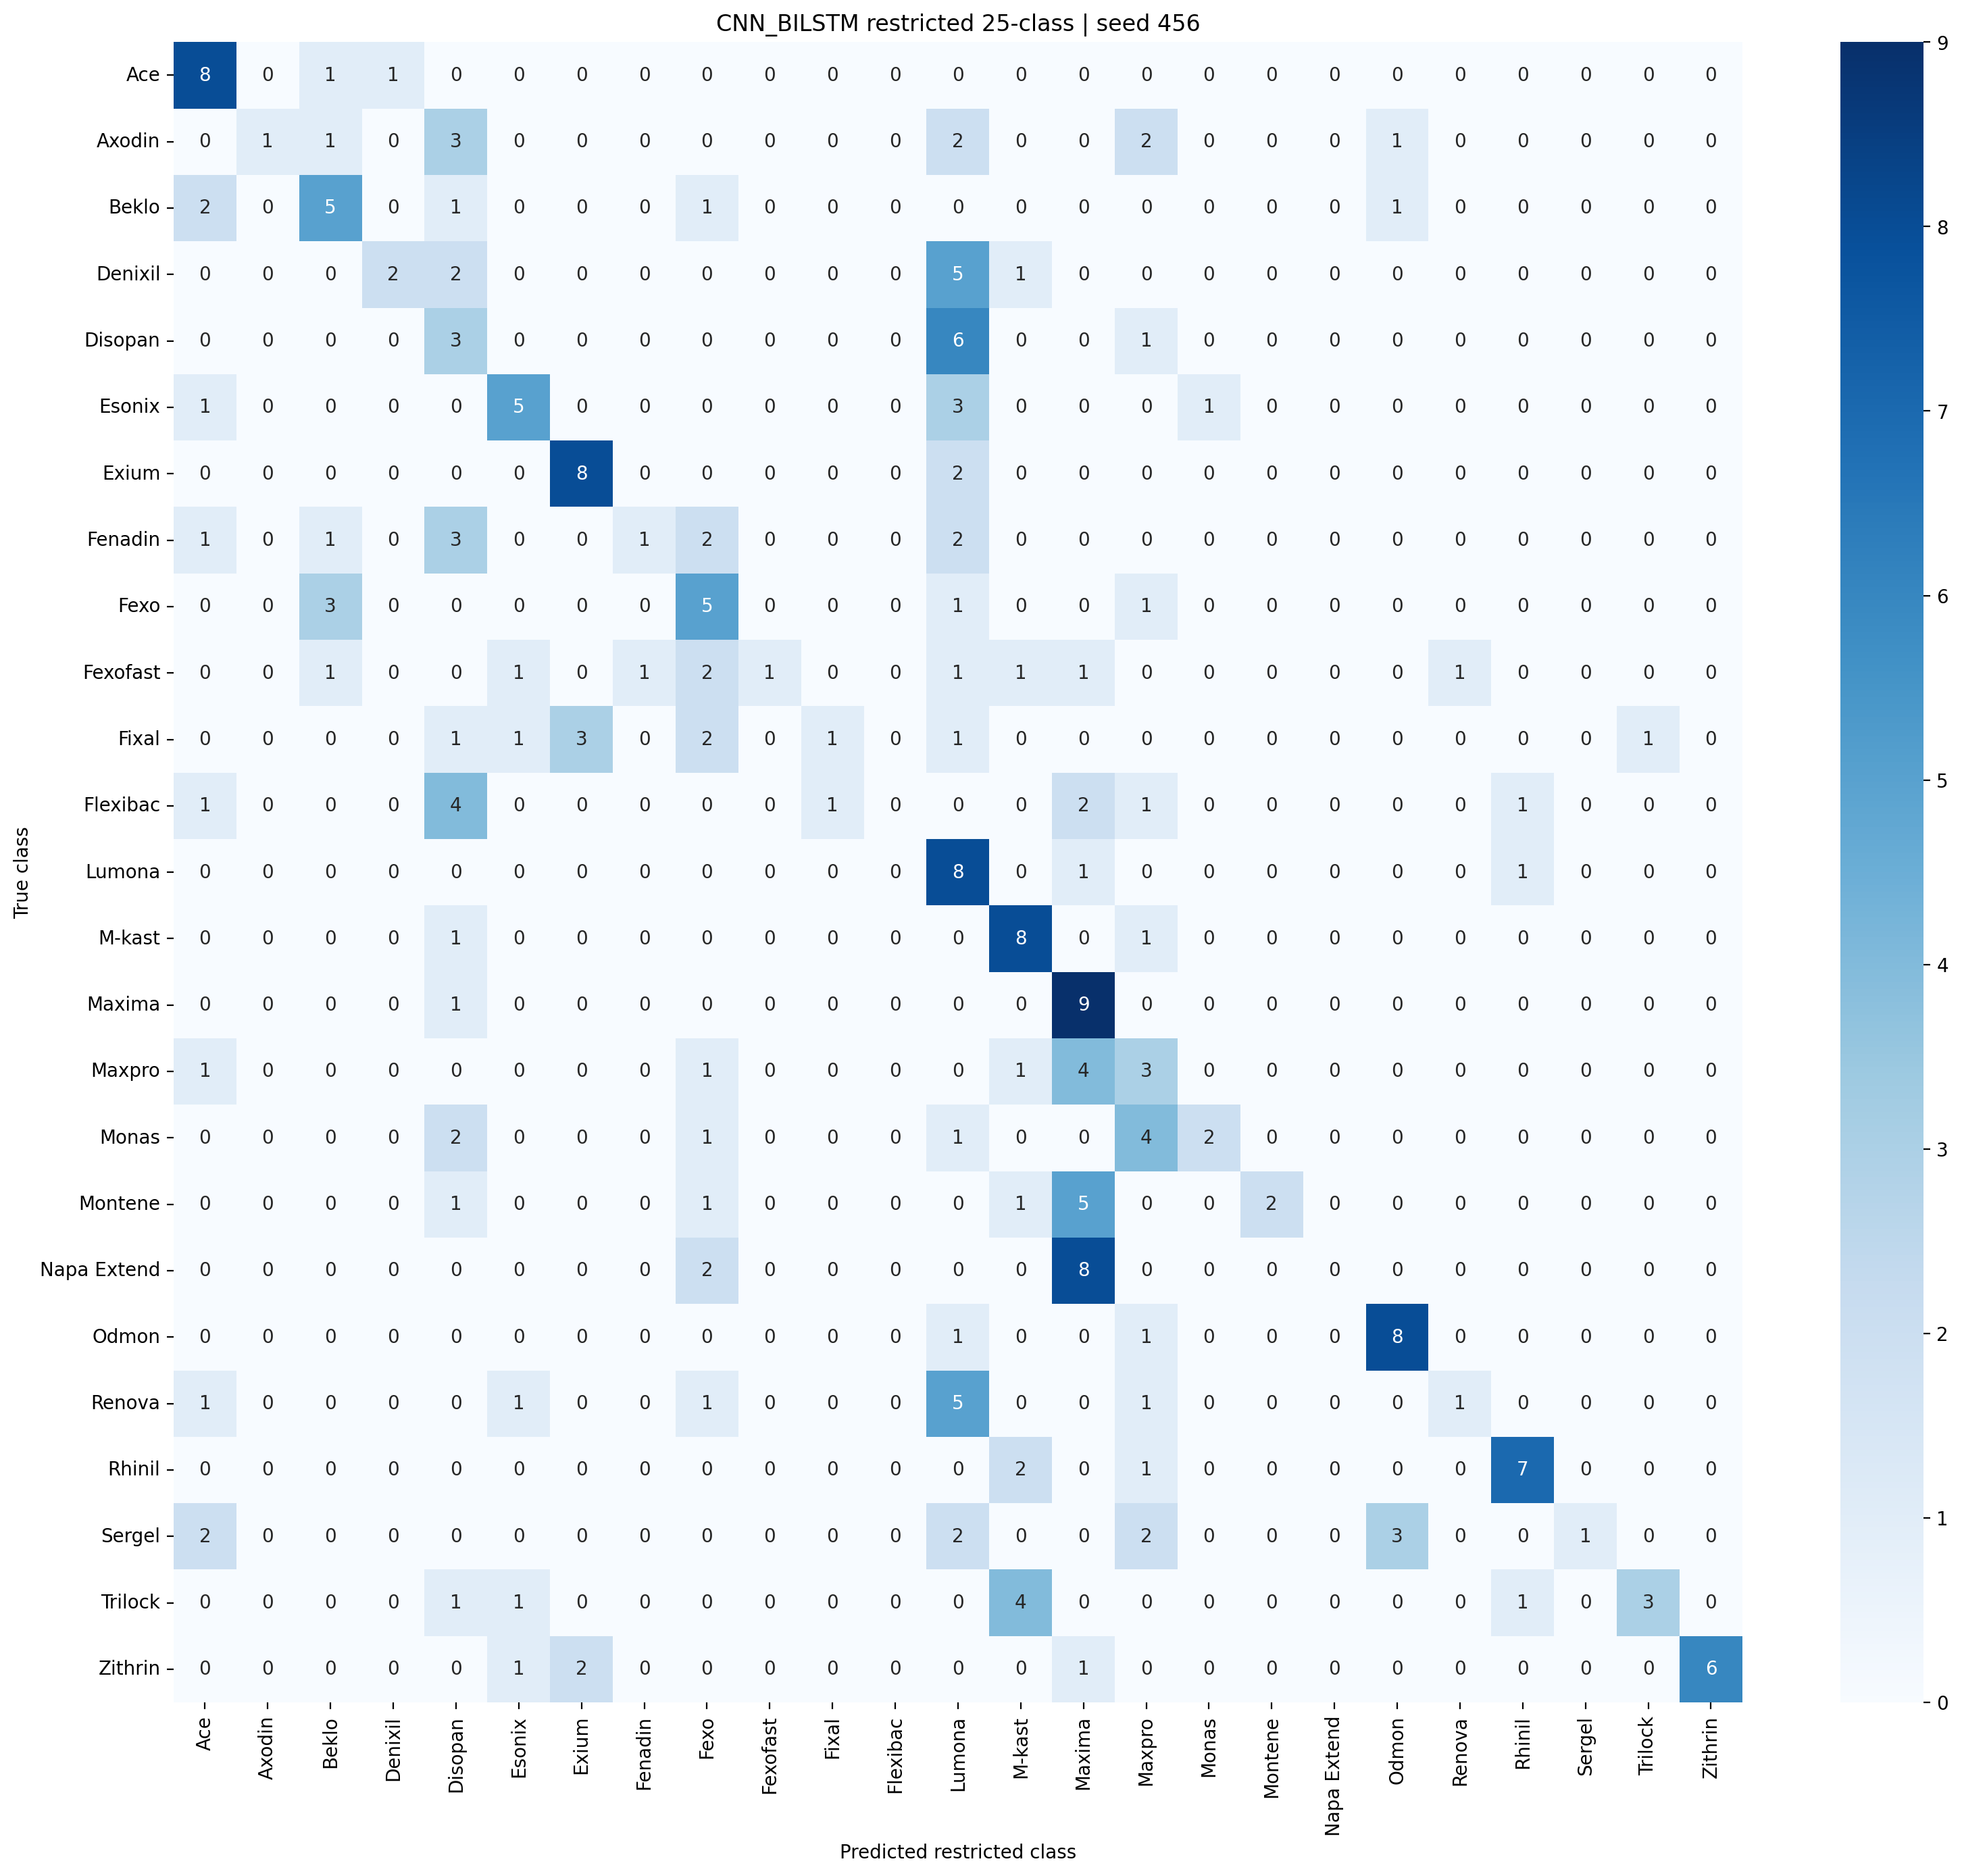 CNN_BILSTM restricted 25-class | seed 456
True class
Ace 8 0 1 1 0 0 0 0 0 0 0 0 0 0 0 0 0 0 0 0 0 0 0 0 0
Axodin 0 1 1 0 3 0 0 0 0 0 0 0 2 0 0 2 0 0 0 1 0 0 0 0 0
Beklo 2 0 5 0 1 0 0 0 1 0 0 0 0 0 0 0 0 0 0 1 0 0 0 0 0
Denixil 0 0 0 2 2 0 0 0 0 0 0 0 5 1 0 0 0 0 0 0 0 0 0 0 0
Disopan 0 0 0 0 3 0 0 0 0 0 0 0 6 0 0 1 0 0 0 0 0 0 0 0 0
Esonix 1 0 0 0 0 5 0 0 0 0 0 0 3 0 0 0 1 0 0 0 0 0 0 0 0
Exium 0 0 0 0 0 0 8 0 0 0 0 0 2 0 0 0 0 0 0 0 0 0 0 0 0
Fenadin 1 0 1 0 3 0 0 1 2 0 0 0 2 0 0 0 0 0 0 0 0 0 0 0 0
Fexo 0 0 3 0 0 0 0 0 5 0 0 0 1 0 0 1 0 0 0 0 0 0 0 0 0
Fexofast 0 0 1 0 0 1 0 1 2 1 0 0 1 1 1 0 0 0 0 0 1 0 0 0 0
Fixal 0 0 0 0 1 1 3 0 2 0 1 0 1 0 0 0 0 0 0 0 0 0 0 1 0
Flexibac 1 0 0 0 4 0 0 0 0 0 1 0 0 0 2 1 0 0 0 0 0 1 0 0 0
Lumona 0 0 0 0 0 0 0 0 0 0 0 0 8 0 1 0 0 0 0 0 0 1 0 0 0
M-kast 0 0 0 0 1 0 0 0 0 0 0 0 0 8 0 1 0 0 0 0 0 0 0 0 0
Maxima 0 0 0 0 1 0 0 0 0 0 0 0 0 0 9 0 0 0 0 0 0 0 0 0 0
Maxpro 1 0 0 0 0 0 0 0 1 0 0 0 0 1 4 3 0 0 0 0 0 0 0 0 0
Monas 0 0 0 0 2 0 0 0 1 0 0 0 1 0 0 4 2 0 0 0 0 0 0 0 0
Montene 0 0 0 0 1 0 0 0 1 0 0 0 0 1 5 0 0 2 0 0 0 0 0 0 0
Napa Extend 0 0 0 0 0 0 0 0 2 0 0 0 0 0 8 0 0 0 0 0 0 0 0 0 0
Odmon 0 0 0 0 0 0 0 0 0 0 0 0 1 0 0 1 0 0 0 8 0 0 0 0 0
Renova 1 0 0 0 0 1 0 0 1 0 0 0 5 0 0 1 0 0 0 0 1 0 0 0 0
Rhinil 0 0 0 0 0 0 0 0 0 0 0 0 0 2 0 1 0 0 0 0 0 7 0 0 0
Sergel 2 0 0 0 0 0 0 0 0 0 0 0 2 0 0 2 0 0 0 3 0 0 1 0 0
Trilock 0 0 0 0 1 1 0 0 0 0 0 0 0 4 0 0 0 0 0 0 0 1 0 3 0
Zithrin 0 0 0 0 0 1 2 0 0 0 0 0 0 0 1 0 0 0 0 0 0 0 0 0 6
Ace Axodin Beklo Denixil Disopan Esonix Exium Fenadin Fexo Fexofast Fixal Flexibac Lumona M-kast Maxima Maxpro Monas Montene Napa Extend Odmon Renova Rhinil Sergel Trilock Zithrin
Predicted restricted class
9
8
7
6
5
4
3
2
1
0